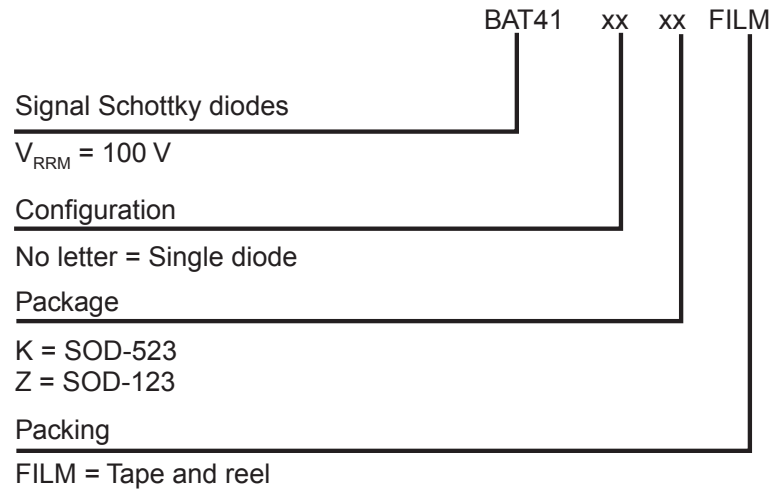 BAT41 xx xx FILM
Signal Schottky diodes
V_RRM = 100 V
Configuration
No letter = Single diode
Package
K = SOD-523
Z = SOD-123
Packing
FILM = Tape and reel